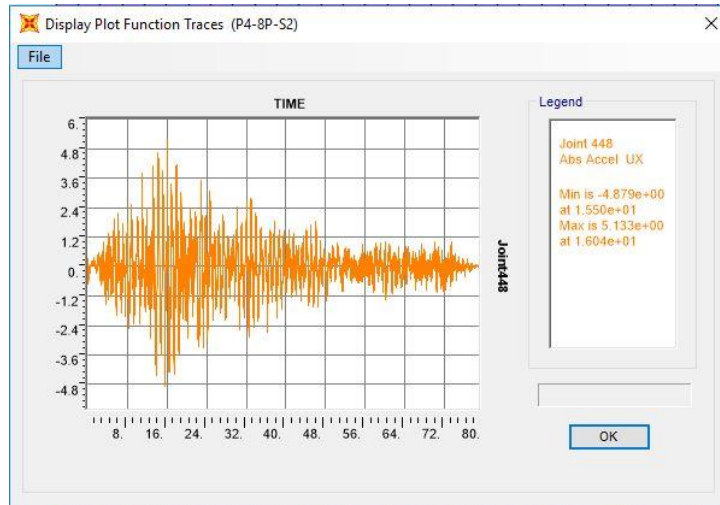 Display Plot Function Traces (P4-8P-S2)
File
TIME
6.
4.8
3.6
2.4
1.2
0.
-1.2
-2.4
-3.6
-4.8
8. 16. 24. 32. 40. 48. 56. 64. 72. 80.
Joint448
Legend
Joint 448
Abs Accel UX
Min is -4.879e+00
at 1.550e+01
Max is 5.133e+00
at 1.604e+01
OK